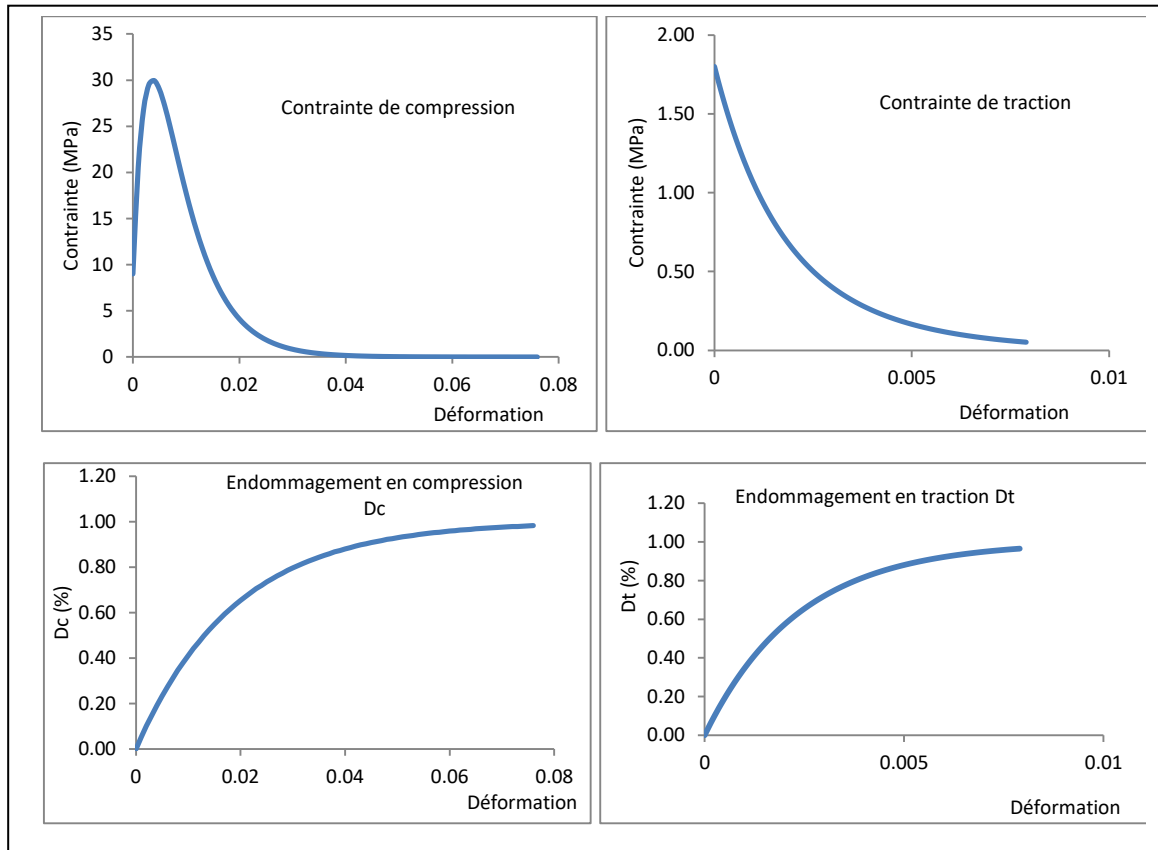 35
30
25
20
15
10
5
0
Contrainte (MPa)
Contrainte de compression
0 0.02 0.04 0.06 0.08
Déformation
2.00
1.50
1.00
0.50
0.00
Contrainte (MPa)
Contrainte de traction
0 0.005 0.01
Déformation
1.20
1.00
0.80
0.60
0.40
0.20
0.00
Dc (%)
Endommagement en compression
Dc
0 0.02 0.04 0.06 0.08
Déformation
1.20
1.00
0.80
0.60
0.40
0.20
0.00
Dt (%)
Endommagement en traction Dt
0 0.005 0.01
Déformation